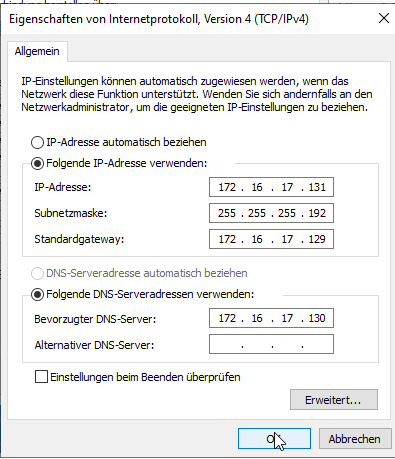 Eigenschaften von Internetprotokoll, Version 4 (TCP/IPv4)
Allgemein
IP-Einstellungen können automatisch zugewiesen werden, wenn das
Netzwerk diese Funktion unterstützt. Wenden Sie sich andernfalls an den
Netzwerkadministrator, um die geeigneten IP-Einstellungen zu beziehen.
IP-Adresse automatisch beziehen
Folgende IP-Adresse verwenden:
IP-Adresse: 172 . 16 . 17 . 131
Subnetzmaske: 255 . 255 . 255 . 192
Standardgateway: 172 . 16 . 17 . 129
DNS-Serveradresse automatisch beziehen
Folgende DNS-Serveradressen verwenden:
Bevorzugter DNS-Server: 172 . 16 . 17 . 130
Alternativer DNS-Server: . . .
Einstellungen beim Beenden überprüfen
Erweitert...
OK Abbrechen